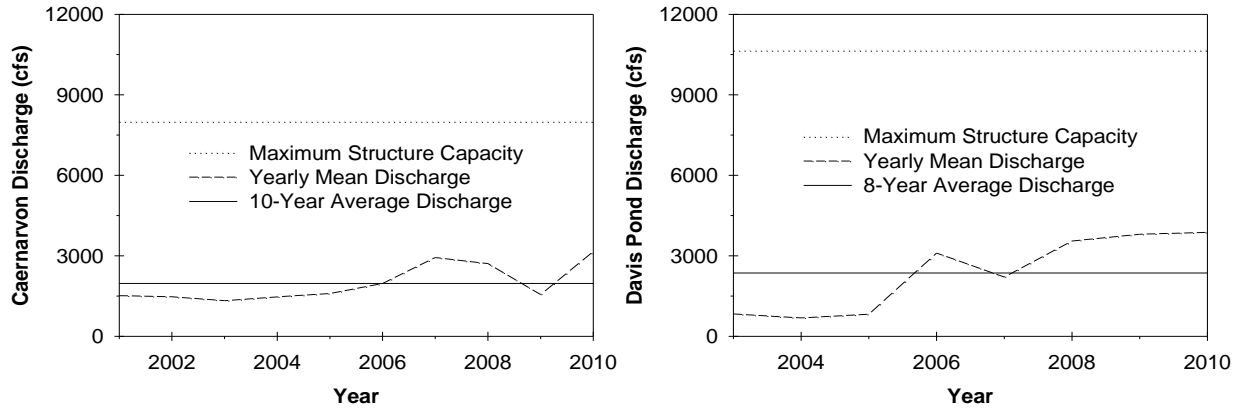 Caernarvon Discharge (cfs)
12000
9000
6000
3000
0
Maximum Structure Capacity
Yearly Mean Discharge
10-Year Average Discharge
2002 2004 2006 2008 2010
Year
Davis Pond Discharge (cfs)
12000
9000
6000
3000
0
Maximum Structure Capacity
Yearly Mean Discharge
8-Year Average Discharge
2004 2006 2008 2010
Year